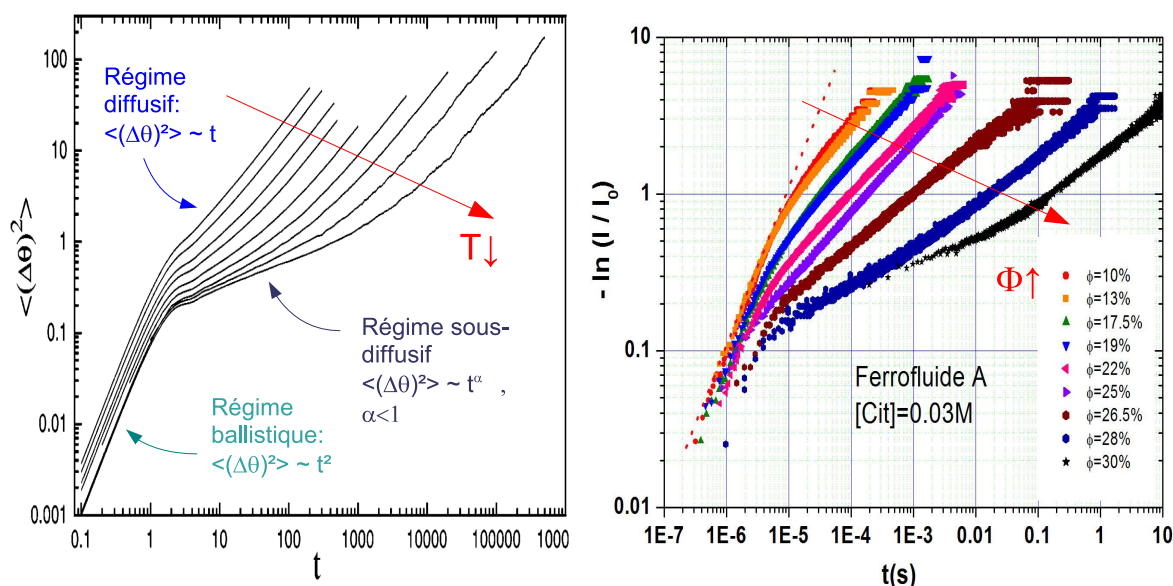 100
10
1
0.1
0.01
0.001
<(Δθ)²>
Régime
diffusif:
<(Δθ)²> ~ t
T↓
Régime sous-
diffusif
<(Δθ)²> ~ tᵅ ,
α<1
Régime
ballistique:
<(Δθ)²> ~ t²
0.1 1 10 100 1000 10000 100000 1000
t
10
1
0.1
0.01
- ln (I / I₀)
Φ↑
Ferrofluide A
[Cit]=0.03M
ϕ=10%
ϕ=13%
ϕ=17.5%
ϕ=19%
ϕ=22%
ϕ=25%
ϕ=26.5%
ϕ=28%
ϕ=30%
1E-7 1E-6 1E-5 1E-4 1E-3 0.01 0.1 1 10
t(s)